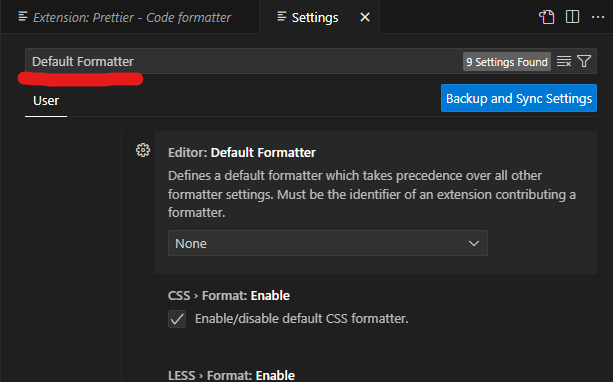 Extension: Prettier - Code formatter
Settings
Default Formatter
9 Settings Found
User
Backup and Sync Settings
Editor: Default Formatter
Defines a default formatter which takes precedence over all other
formatter settings. Must be the identifier of an extension contributing a
formatter.
None
CSS › Format: Enable
Enable/disable default CSS formatter.
LESS › Format: Enable